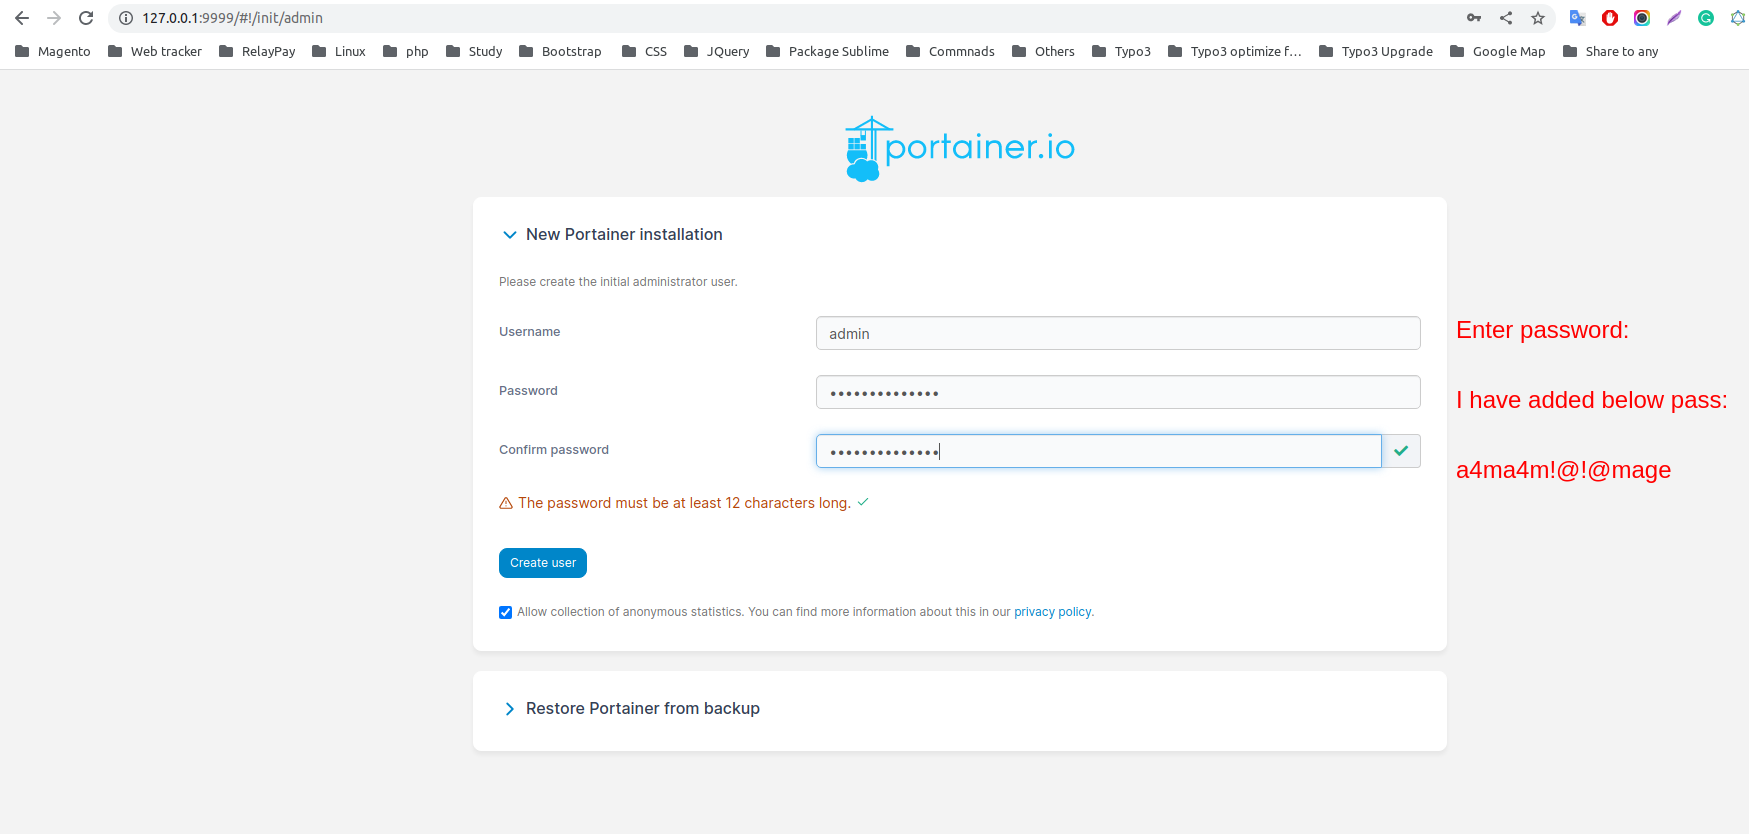 127.0.0.1:9999/#!/init/admin
Magento Web tracker RelayPay Linux php Study Bootstrap CSS JQuery Package Sublime Commnads Others Typo3 Typo3 optimize f... Typo3 Upgrade Google Map Share to any
portainer.io
New Portainer installation
Please create the initial administrator user.
Username
admin
Enter password:
Password
••••••••••••••
I have added below pass:
Confirm password
••••••••••••••
a4ma4m!@!@mage
The password must be at least 12 characters long.
Create user
Allow collection of anonymous statistics. You can find more information about this in our privacy policy.
Restore Portainer from backup